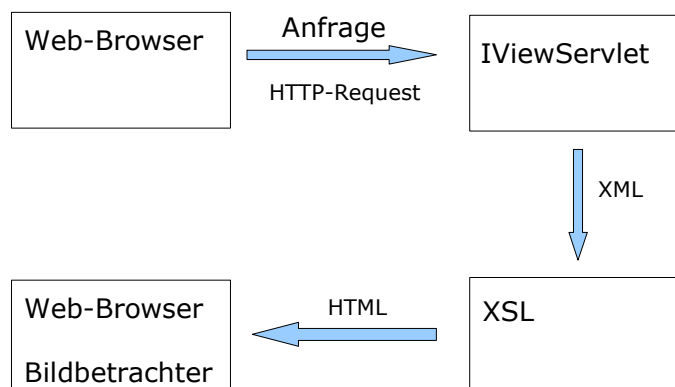 Web-Browser
Anfrage
HTTP-Request
IViewServlet
XML
Web-Browser
Bildbetrachter
HTML
XSL